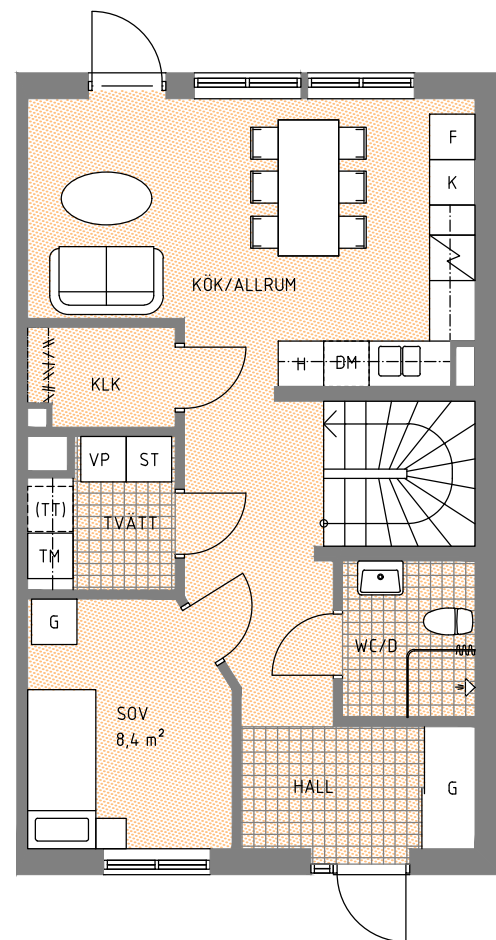 F
K
KÖK/ALLRUM
H DM
KLK
VP ST
(TT)
TVÄTT
TM
G
WC/D
SOV
8,4 m²
HALL
G